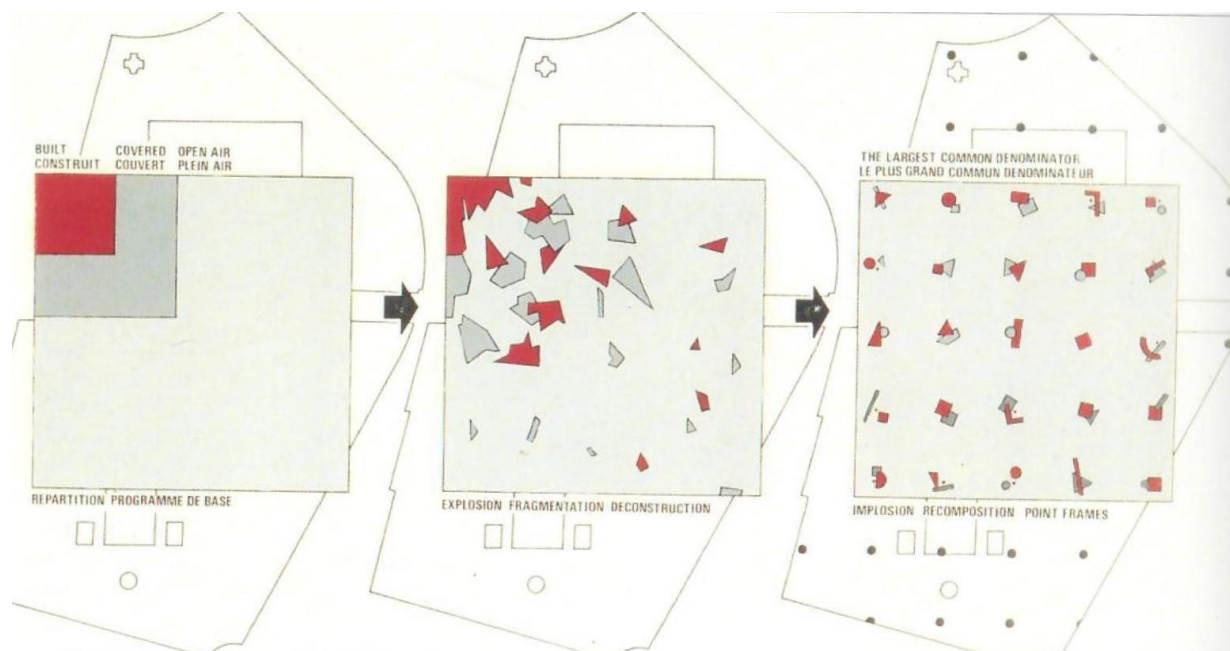 BUILT COVERED OPEN AIR
CONSTRUIT COUVERT PLEIN AIR
REPARTITION PROGRAMME DE BASE
EXPLOSION FRAGMENTATION DECONSTRUCTION
THE LARGEST COMMON DENOMINATOR
LE PLUS GRAND COMMUN DENOMINATEUR
IMPLOSION RECOMPOSITION POINT FRAMES